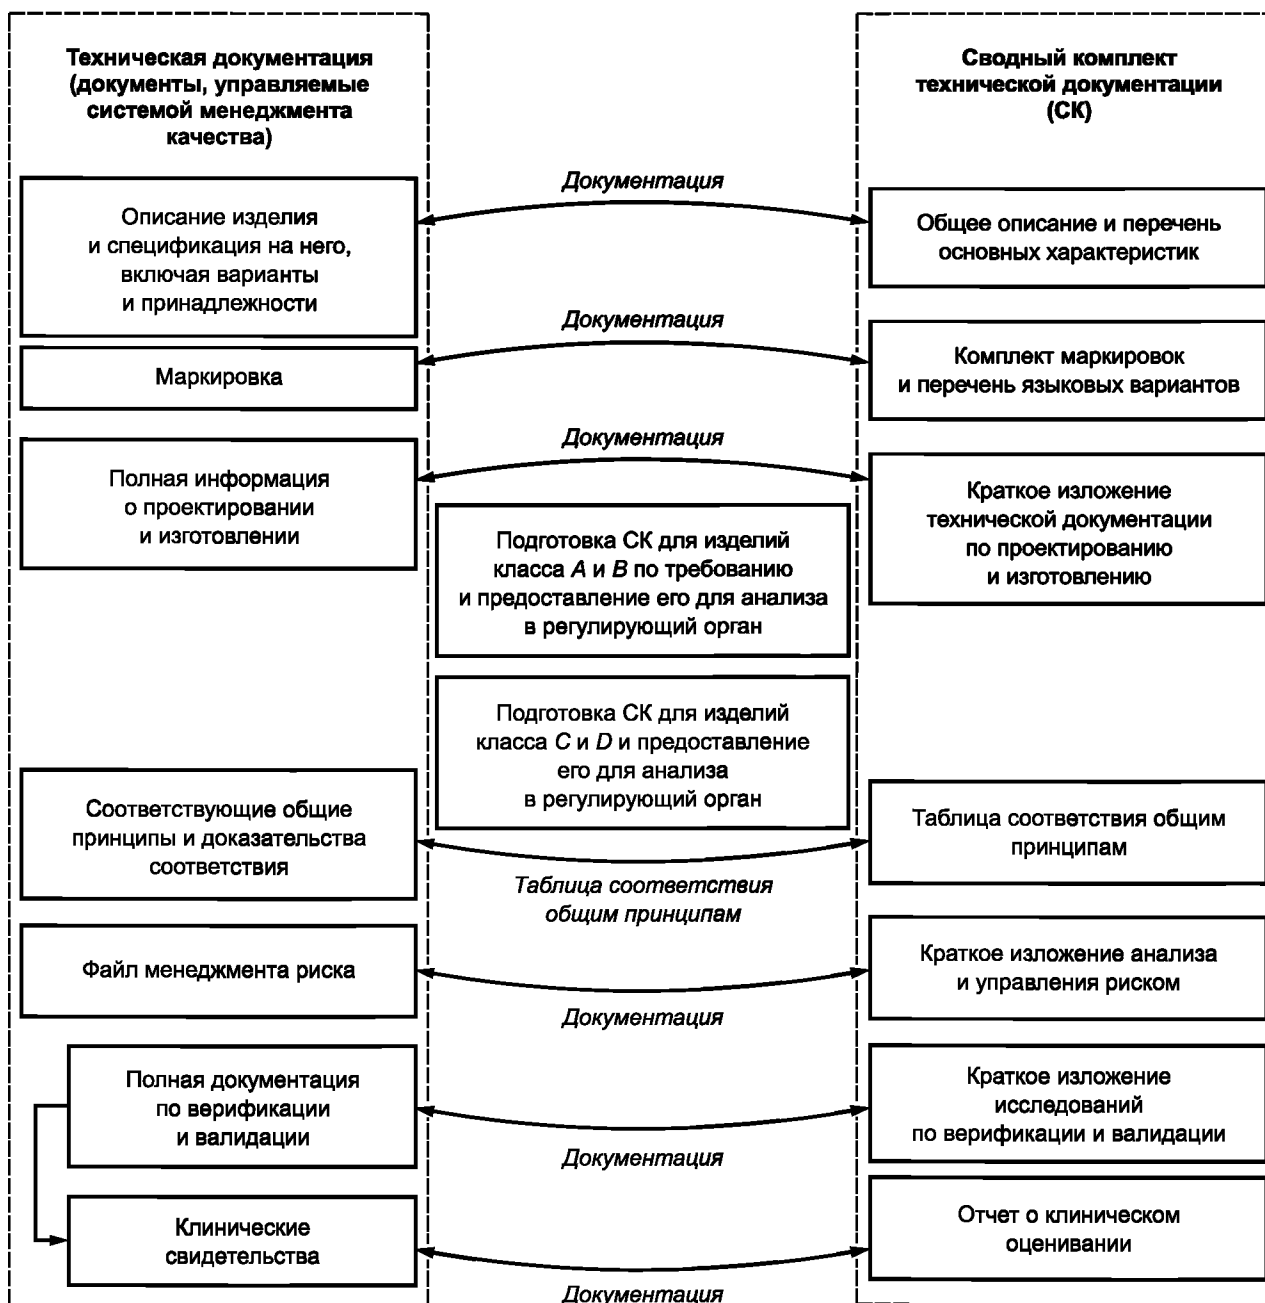 Техническая документация
(документы, управляемые
системой менеджмента
качества)
Сводный комплект
технической документации
(СК)
Документация
Описание изделия
и спецификация на него,
включая варианты
и принадлежности
Общее описание и перечень
основных характеристик
Документация
Маркировка
Комплект маркировок
и перечень языковых вариантов
Документация
Полная информация
о проектировании
и изготовлении
Краткое изложение
технической документации
по проектированию
и изготовлению
Подготовка СК для изделий
класса A и B по требованию
и предоставление его для анализа
в регулирующий орган
Подготовка СК для изделий
класса C и D и предоставление
его для анализа
в регулирующий орган
Соответствующие общие
принципы и доказательства
соответствия
Таблица соответствия общим
принципам
Таблица соответствия
общим принципам
Файл менеджмента риска
Краткое изложение анализа
и управления риском
Документация
Полная документация
по верификации
и валидации
Краткое изложение
исследований
по верификации и валидации
Документация
Клинические
свидетельства
Отчет о клиническом
оценивании
Документация